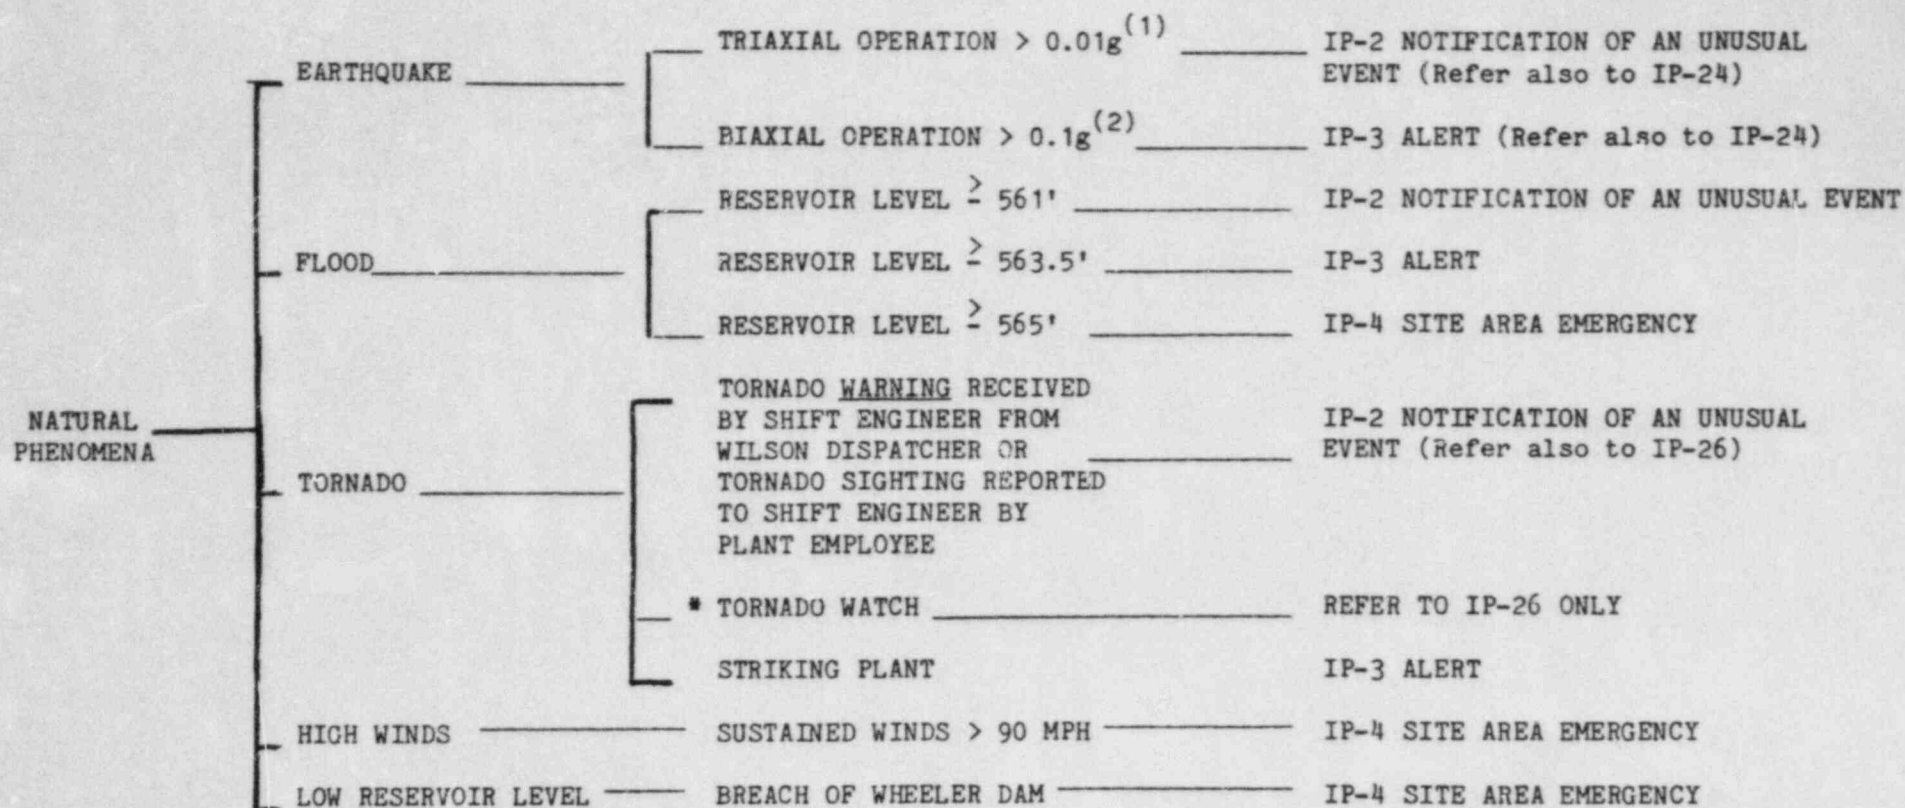 TRIAXIAL OPERATION > 0.01g(1) IP-2 NOTIFICATION OF AN UNUSUAL
EARTHQUAKE EVENT (Refer also to IP-24)
BIAXIAL OPERATION > 0.1g(2) IP-3 ALERT (Refer also to IP-24)
RESERVOIR LEVEL ≥ 561' IP-2 NOTIFICATION OF AN UNUSUAL EVENT
FLOOD RESERVOIR LEVEL ≥ 563.5' IP-3 ALERT
RESERVOIR LEVEL ≥ 565' IP-4 SITE AREA EMERGENCY
TORNADO WARNING RECEIVED
NATURAL BY SHIFT ENGINEER FROM IP-2 NOTIFICATION OF AN UNUSUAL
PHENOMENA WILSON DISPATCHER OR EVENT (Refer also to IP-26)
TORNADO TORNADO SIGHTING REPORTED
TO SHIFT ENGINEER BY
PLANT EMPLOYEE
* TORNADO WATCH REFER TO IP-26 ONLY
STRIKING PLANT IP-3 ALERT
HIGH WINDS SUSTAINED WINDS > 90 MPH IP-4 SITE AREA EMERGENCY
LOW RESERVOIR LEVEL BREACH OF WHEELER DAM IP-4 SITE AREA EMERGENCY